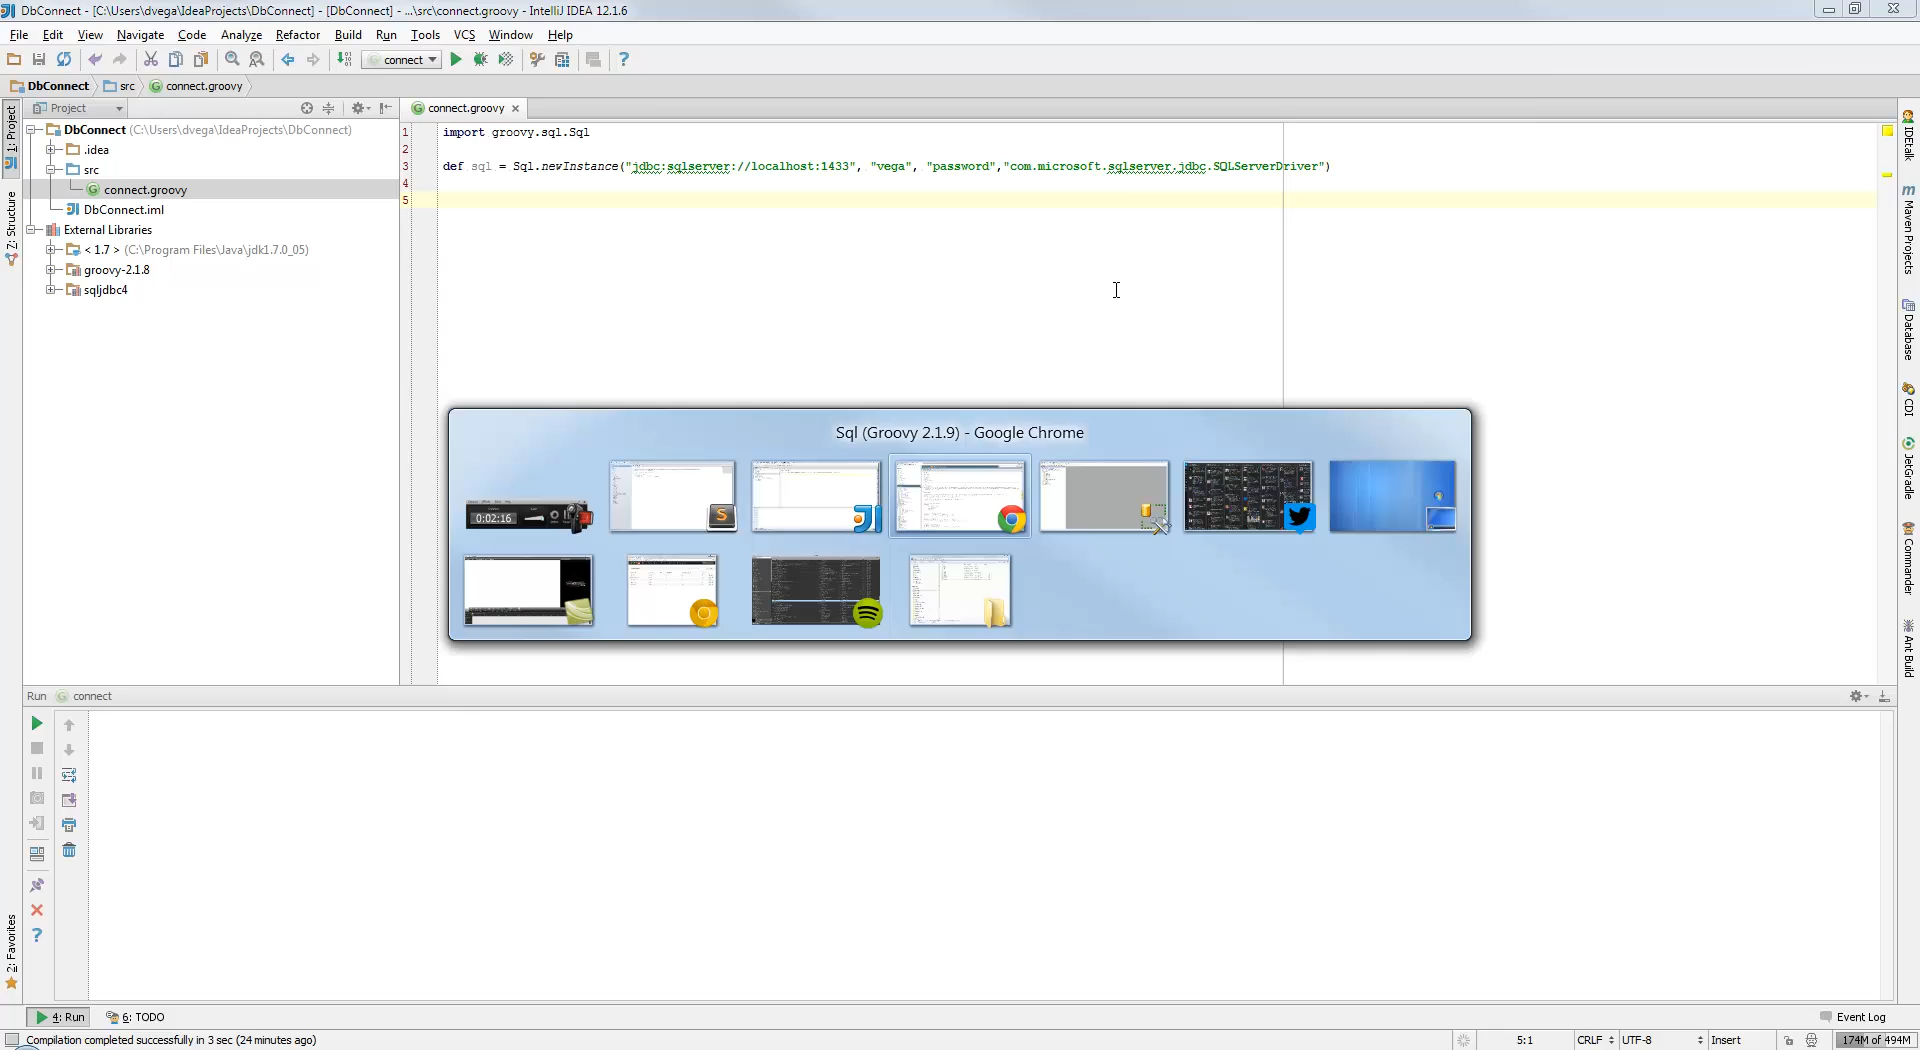 DbConnect - [C:\Users\dvega\IdeaProjects\DbConnect] - [DbConnect] - ...\src\connect.groovy - IntelliJ IDEA 12.1.6
File Edit View Navigate Code Analyze Refactor Build Run Tools VCS Window Help
connect
DbConnect src connect.groovy
Project
connect.groovy
1: Project
Z: Structure
2: Favorites
DbConnect (C:\Users\dvega\IdeaProjects\DbConnect)
.idea
src
connect.groovy
DbConnect.iml
External Libraries
< 1.7 > (C:\Program Files\Java\jdk1.7.0_05)
groovy-2.1.8
sqljdbc4
1 import groovy.sql.Sql
2
3 def sql = Sql.newInstance("jdbc:sqlserver://localhost:1433", "vega", "password","com.microsoft.sqlserver.jdbc.SQLServerDriver")
4
5
Sql (Groovy 2.1.9) - Google Chrome
0:02:16
IDEtalk
Maven Projects
Database
CDI
JetGradle
Commander
Ant Build
Run connect
4: Run 6: TODO
Event Log
Compilation completed successfully in 3 sec (24 minutes ago)
5:1 CRLF UTF-8 Insert 174M of 494M